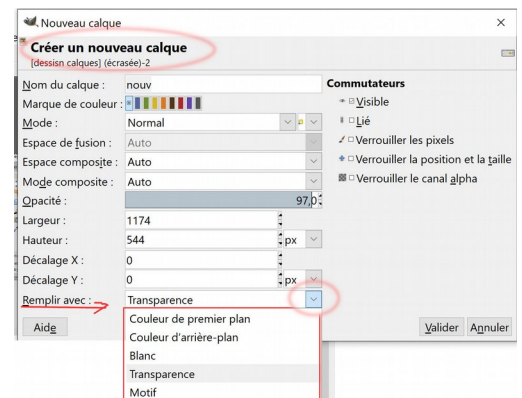 Nouveau calque
Créer un nouveau calque
[dessisn calques] (écrasée)-2
Nom du calque : nouv
Marque de couleur :
Mode : Normal
Espace de fusion : Auto
Espace composite : Auto
Mode composite : Auto
Opacité : 97,0
Largeur : 1174
Hauteur : 544 px
Décalage X : 0
Décalage Y : 0 px
Remplir avec : Transparence
Couleur de premier plan
Couleur d'arrière-plan
Blanc
Transparence
Motif
Commutateurs
Visible
Lié
Verrouiller les pixels
Verrouiller la position et la taille
Verrouiller le canal alpha
Aide
Valider Annuler